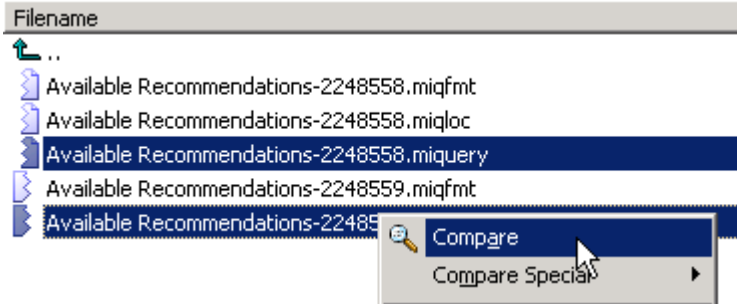 Filename
..
Available Recommendations-2248558.miqfmt
Available Recommendations-2248558.miqloc
Available Recommendations-2248558.miquery
Available Recommendations-2248559.miqfmt
Available Recommendations-22485
Compare
Compare Special